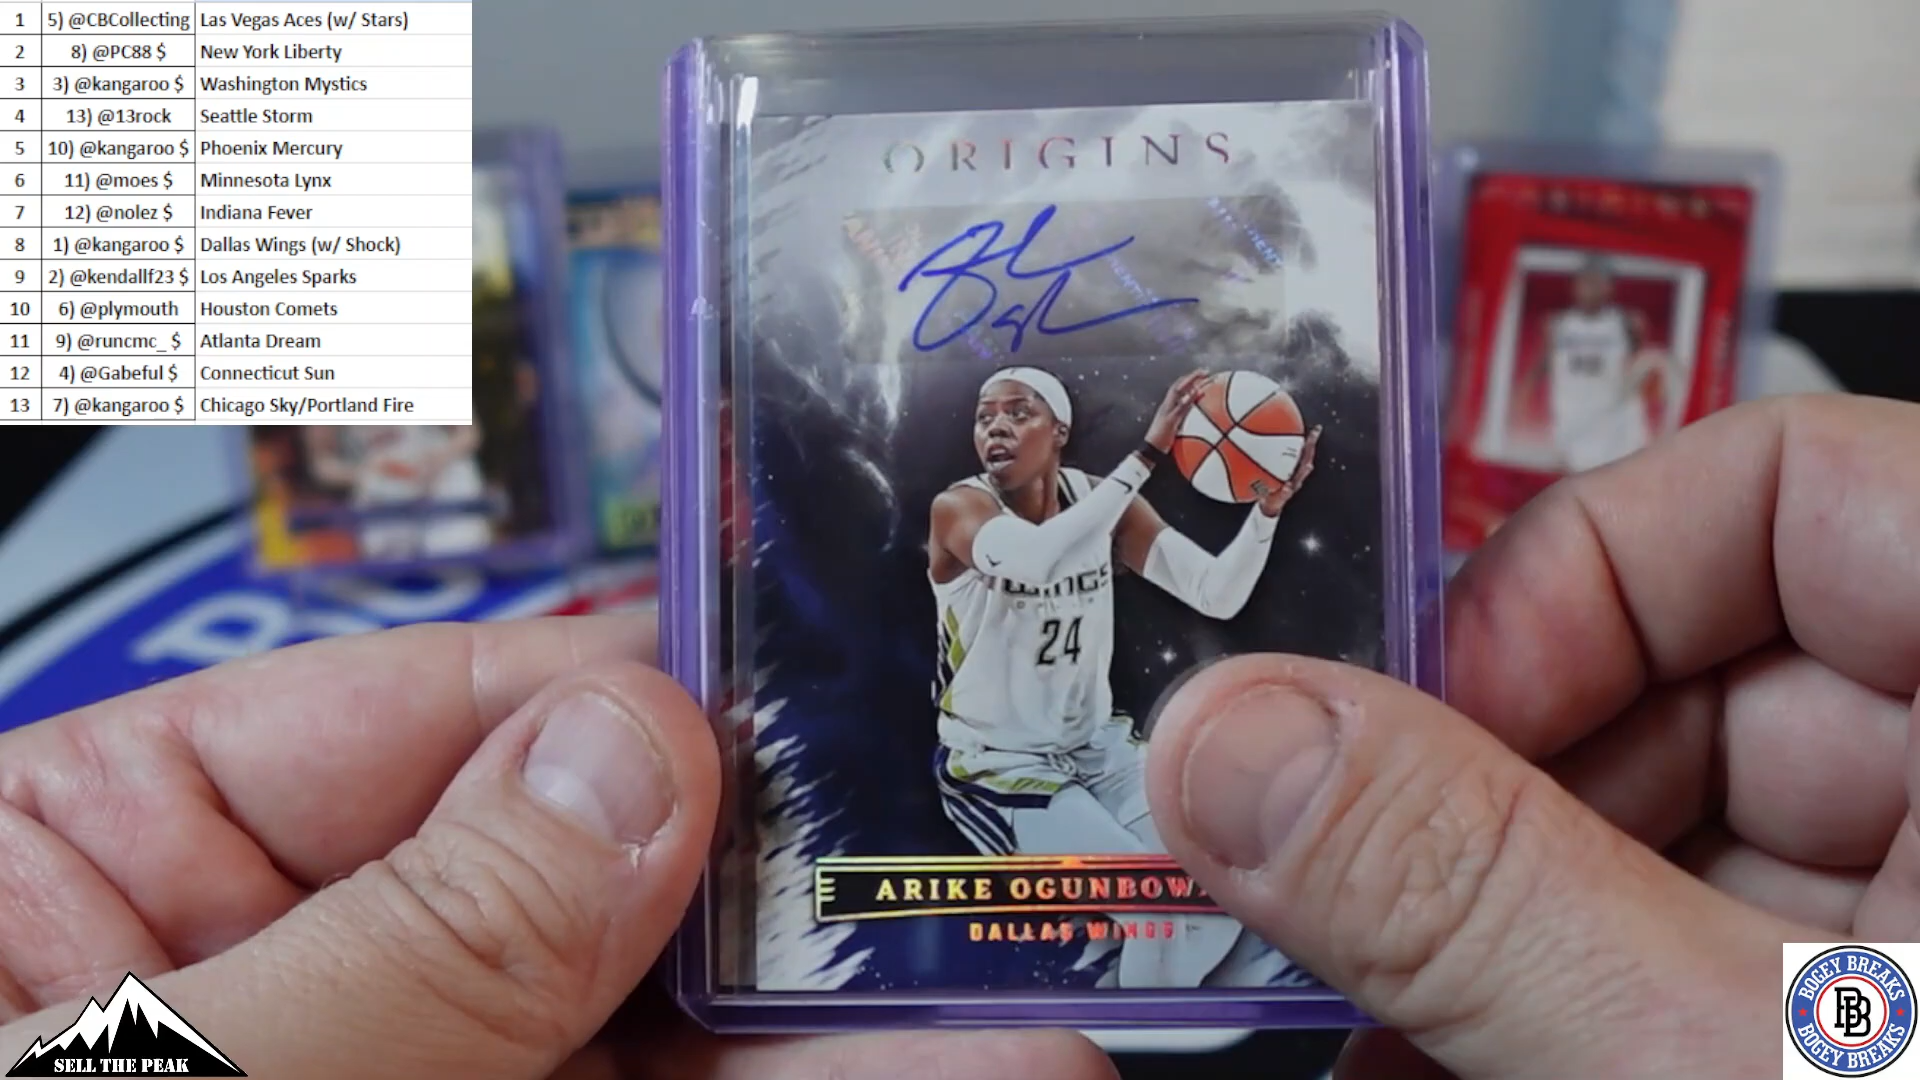 1 5) @CBCollecting Las Vegas Aces (w/ Stars)
2 8) @PC88 $ New York Liberty
3 3) @kangaroo $ Washington Mystics
4 13) @13rock Seattle Storm
5 10) @kangaroo $ Phoenix Mercury
6 11) @moes $ Minnesota Lynx
7 12) @nolez $ Indiana Fever
8 1) @kangaroo $ Dallas Wings (w/ Shock)
9 2) @kendallf23 $ Los Angeles Sparks
10 6) @plymouth Houston Comets
11 9) @runcmc_ $ Atlanta Dream
12 4) @Gabeful $ Connecticut Sun
13 7) @kangaroo $ Chicago Sky/Portland Fire
ORIGINS
WINGS
24
ARIKE OGUNBOW
DALLAS WINGS
SELL THE PEAK
BOGEY BREAKS
BB
BOGEY BREAKS